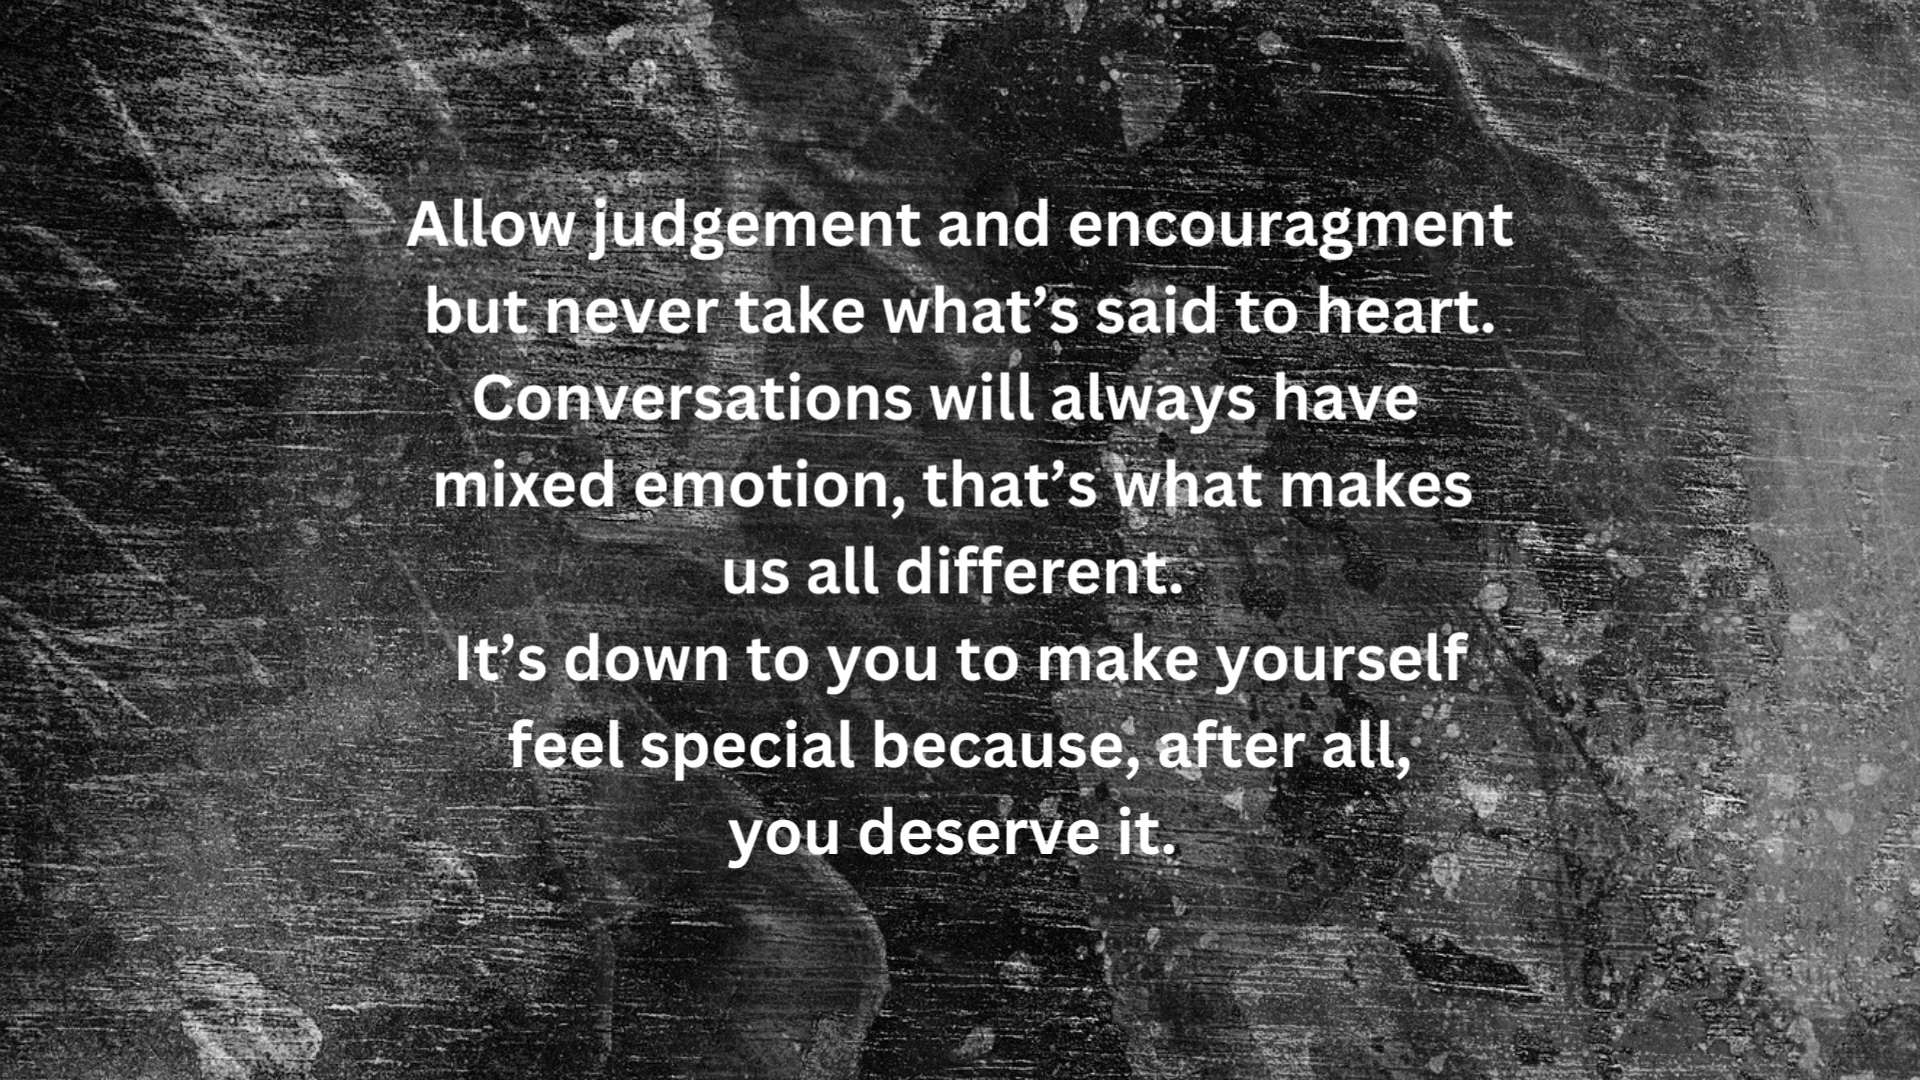 Allow judgement and encouragment
but never take what’s said to heart.
Conversations will always have
mixed emotion, that’s what makes
us all different.
It’s down to you to make yourself
feel special because, after all,
you deserve it.